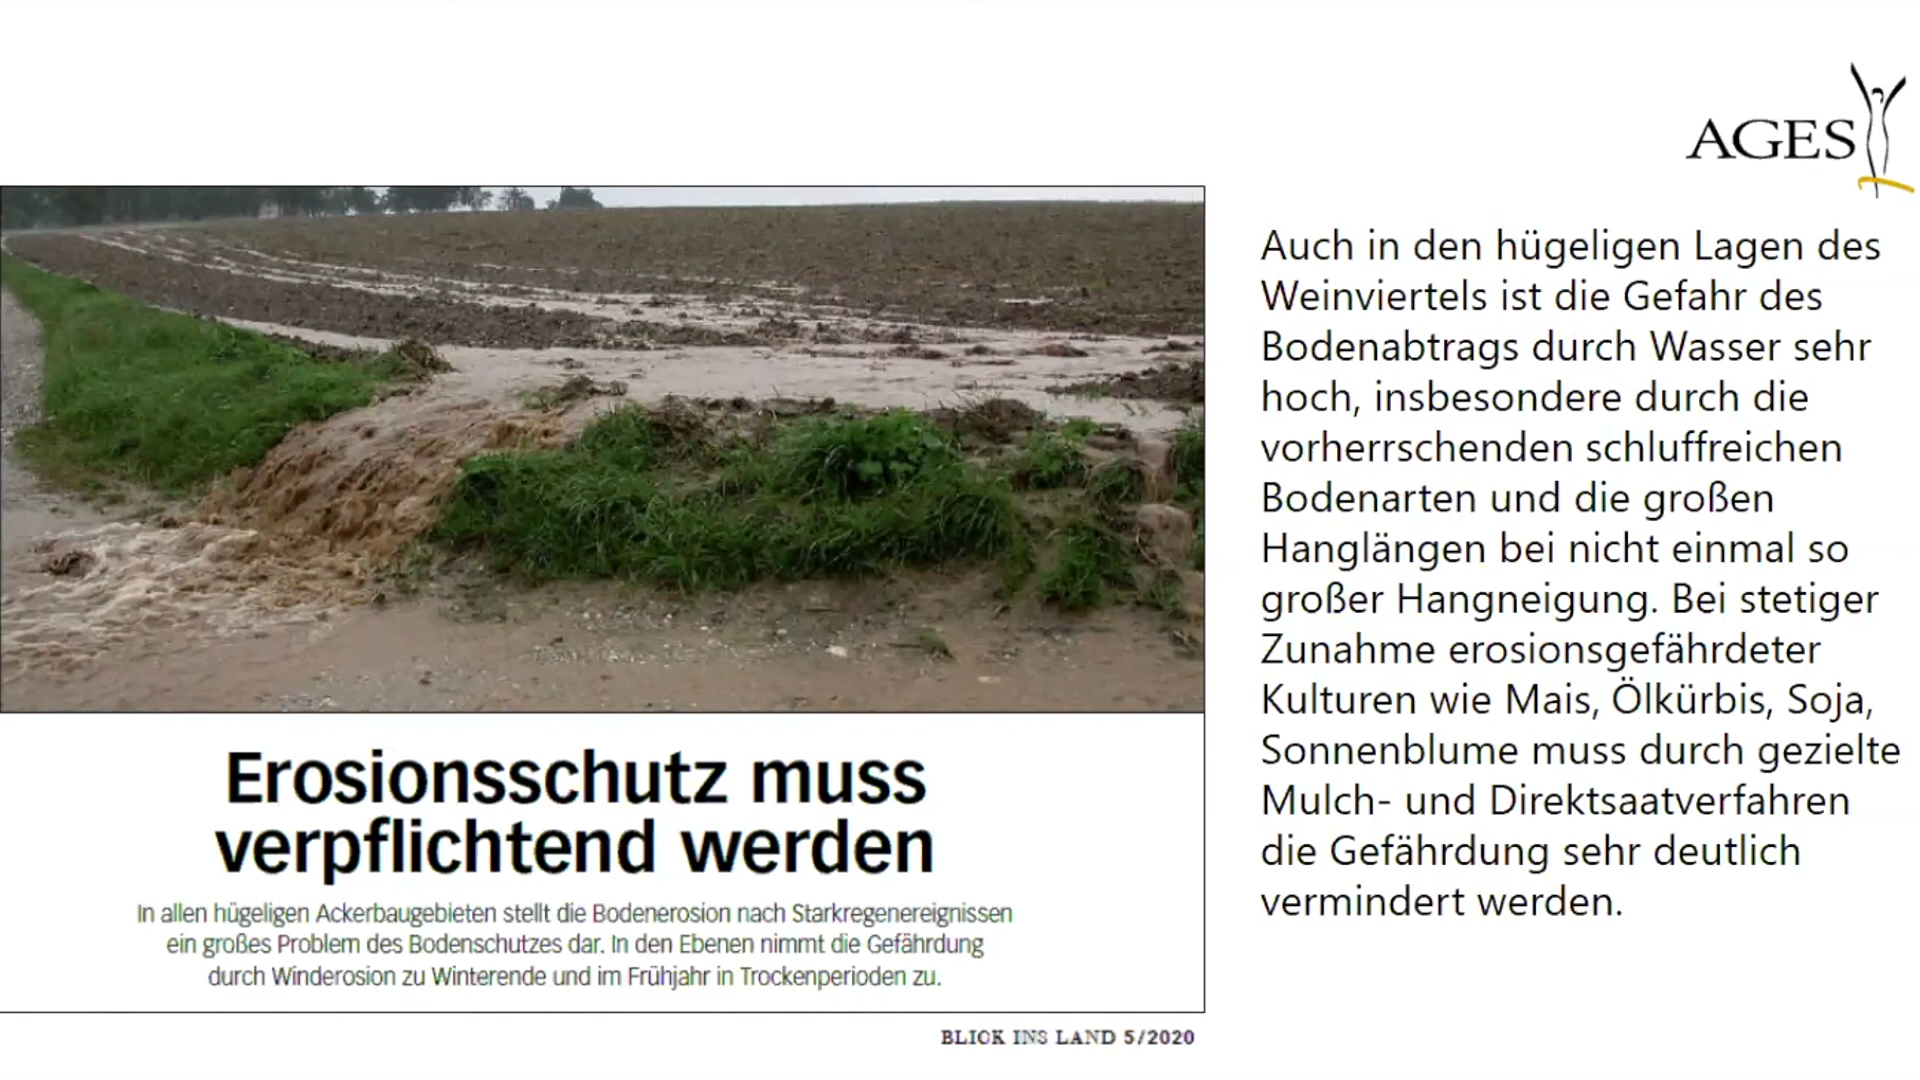 AGES
Auch in den hügeligen Lagen des
Weinviertels ist die Gefahr des
Bodenabtrags durch Wasser sehr
hoch, insbesondere durch die
vorherrschenden schluffreichen
Bodenarten und die großen
Hanglängen bei nicht einmal so
großer Hangneigung. Bei stetiger
Zunahme erosionsgefährdeter
Kulturen wie Mais, Ölkürbis, Soja,
Sonnenblume muss durch gezielte
Mulch- und Direktsaatverfahren
die Gefährdung sehr deutlich
vermindert werden.
Erosionsschutz muss
verpflichtend werden
In allen hügeligen Ackerbaugebieten stellt die Bodenerosion nach Starkregenereignissen
ein großes Problem des Bodenschutzes dar. In den Ebenen nimmt die Gefährdung
durch Winderosion zu Winterende und im Frühjahr in Trockenperioden zu.
BLICK INS LAND 5/2020